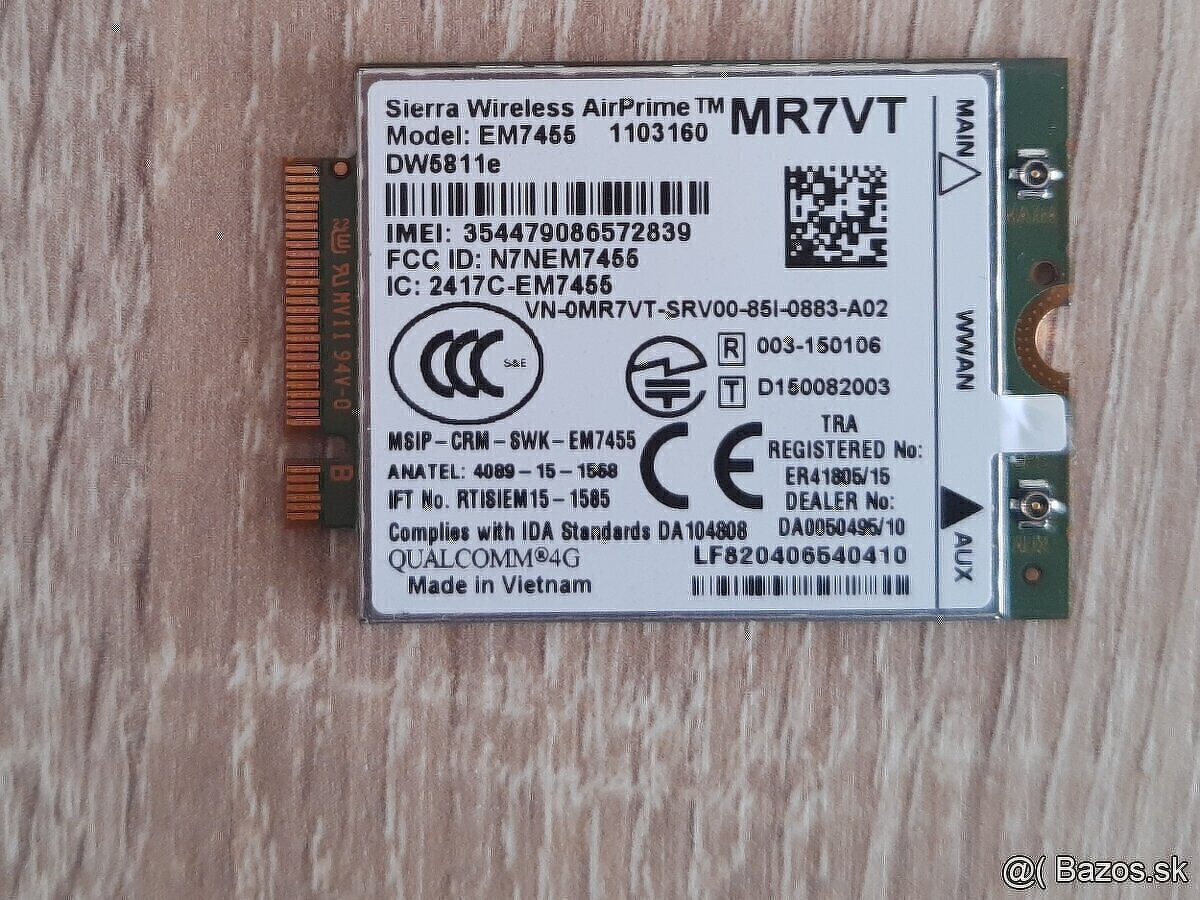 Sierra Wireless AirPrime™ MR7VT
Model: EM7455 1103160
DW5811e
IMEI: 354479086572839
FCC ID: N7NEM7455
IC: 2417C-EM7455
VN-0MR7VT-SRV00-85I-0883-A02
CCC S&E
R 003-150106
T D150082003
MSIP-CRM-SWK-EM7455
ANATEL: 4089-15-1568
IFT No. RTISIEM15-1585
CE
TRA
REGISTERED No:
ER41805/15
DEALER No:
DA0050495/10
Complies with IDA Standards DA104808
QUALCOMM®4G
LF820406540410
Made in Vietnam
MAIN
WWAN
AUX
MV11 94V-0
B
@( Bazos.sk